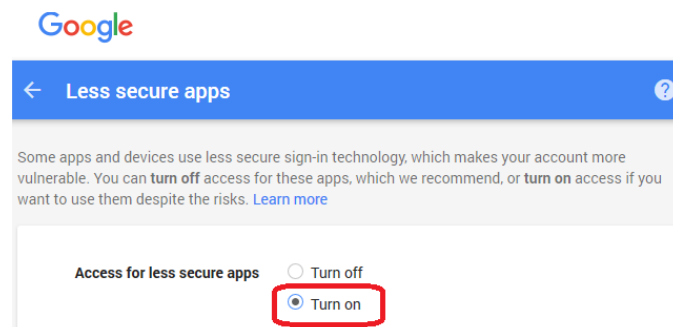 Google
Less secure apps
Some apps and devices use less secure sign-in technology, which makes your account more
vulnerable. You can turn off access for these apps, which we recommend, or turn on access if you
want to use them despite the risks. Learn more
Access for less secure apps
Turn off
Turn on